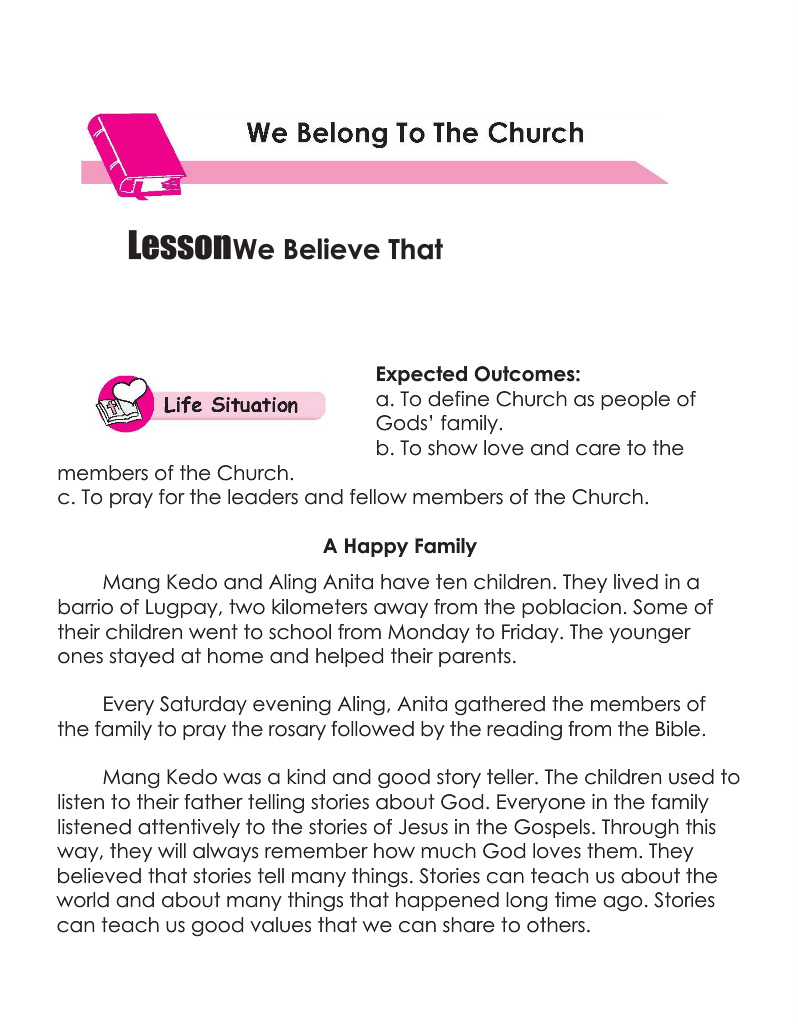 We Belong To The Church
Lesson We Believe That
Life Situation
Expected Outcomes:
a. To define Church as people of
Gods’ family.
b. To show love and care to the
members of the Church.
c. To pray for the leaders and fellow members of the Church.
A Happy Family
Mang Kedo and Aling Anita have ten children. They lived in a
barrio of Lugpay, two kilometers away from the poblacion. Some of
their children went to school from Monday to Friday. The younger
ones stayed at home and helped their parents.
Every Saturday evening Aling, Anita gathered the members of
the family to pray the rosary followed by the reading from the Bible.
Mang Kedo was a kind and good story teller. The children used to
listen to their father telling stories about God. Everyone in the family
listened attentively to the stories of Jesus in the Gospels. Through this
way, they will always remember how much God loves them. They
believed that stories tell many things. Stories can teach us about the
world and about many things that happened long time ago. Stories
can teach us good values that we can share to others.